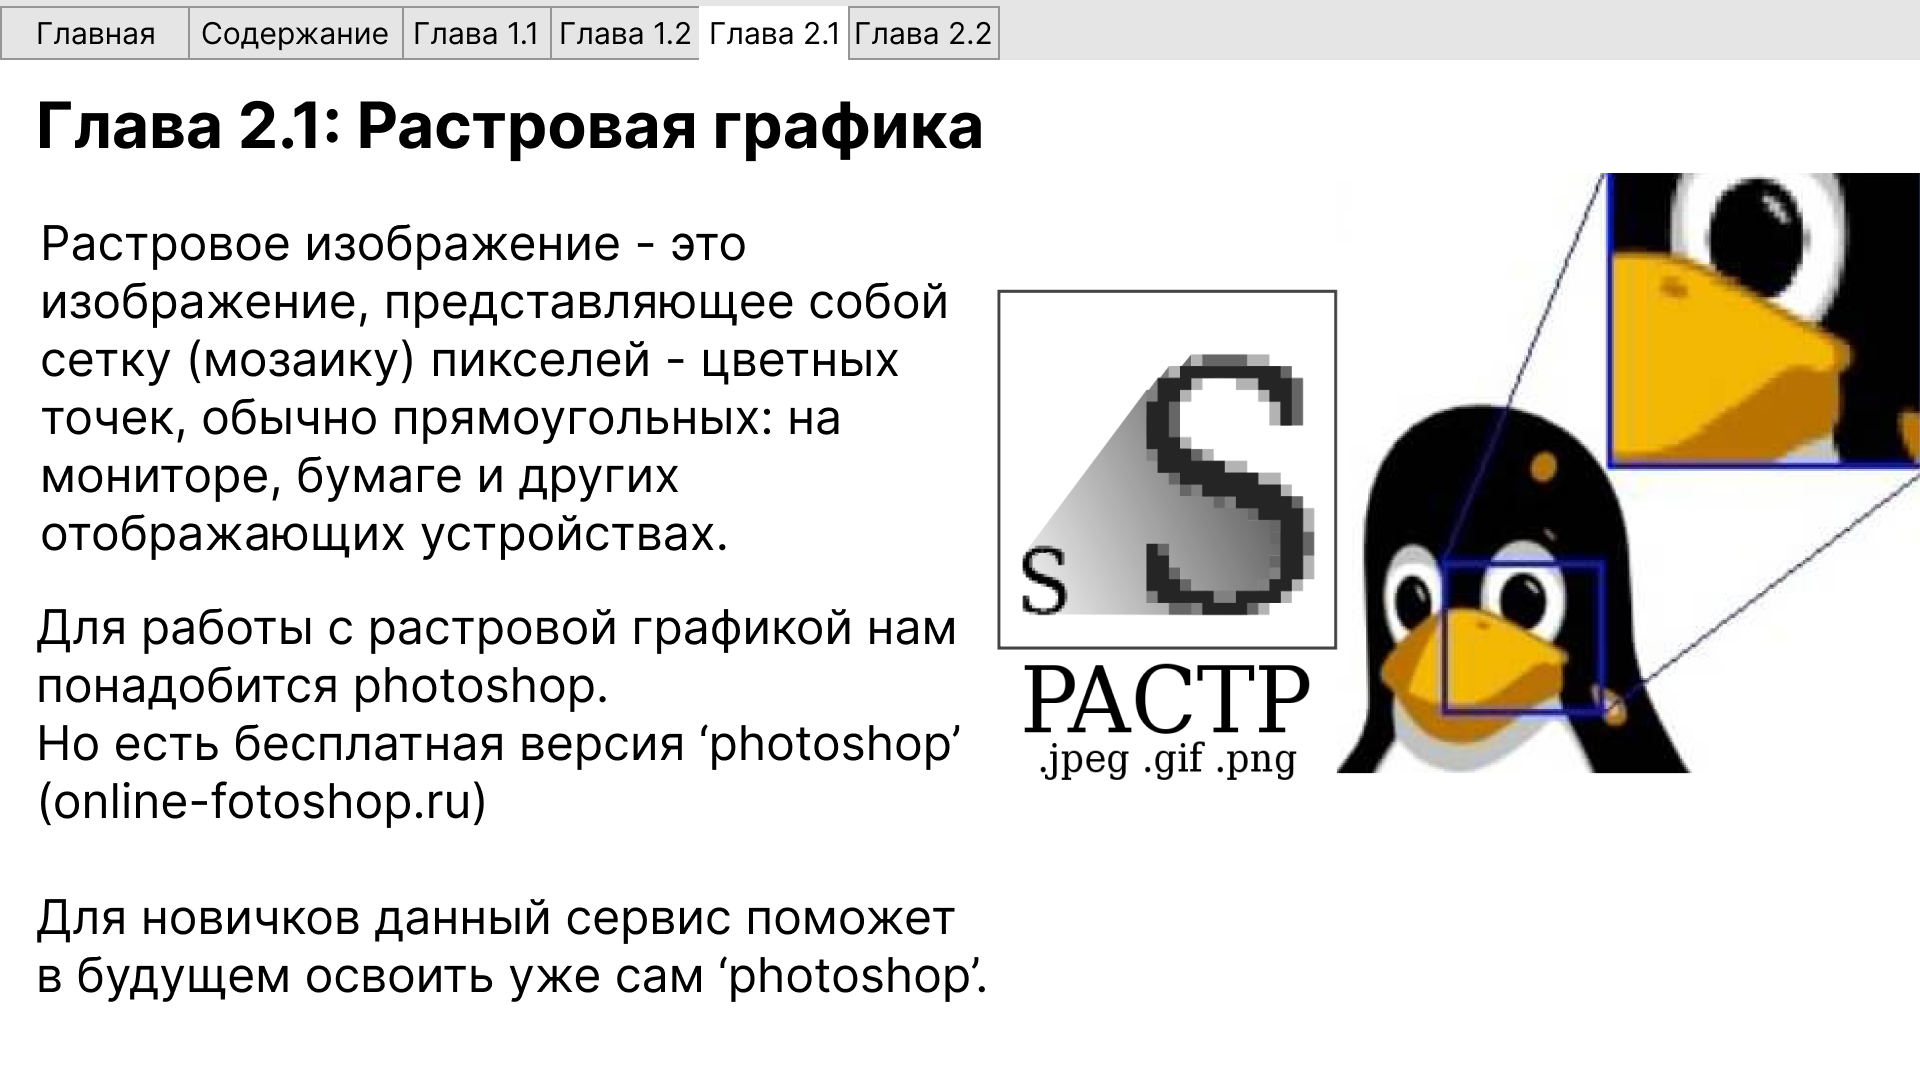 Главная
Содержание
Глава 1.1
Глава 1.2
Глава 2.1
Глава 2.2
Глава 2.1: Растровая графика
Растровое изображение - это
изображение, представляющее собой
сетку (мозаику) пикселей - цветных
точек, обычно прямоугольных: на
мониторе, бумаге и других
отображающих устройствах.
Для работы с растровой графикой нам
понадобится photoshop.
Но есть бесплатная версия ‘photoshop’
(online-fotoshop.ru)
Для новичков данный сервис поможет
в будущем освоить уже сам ‘photoshop’.
S
S
РАСТР
.jpeg .gif .png